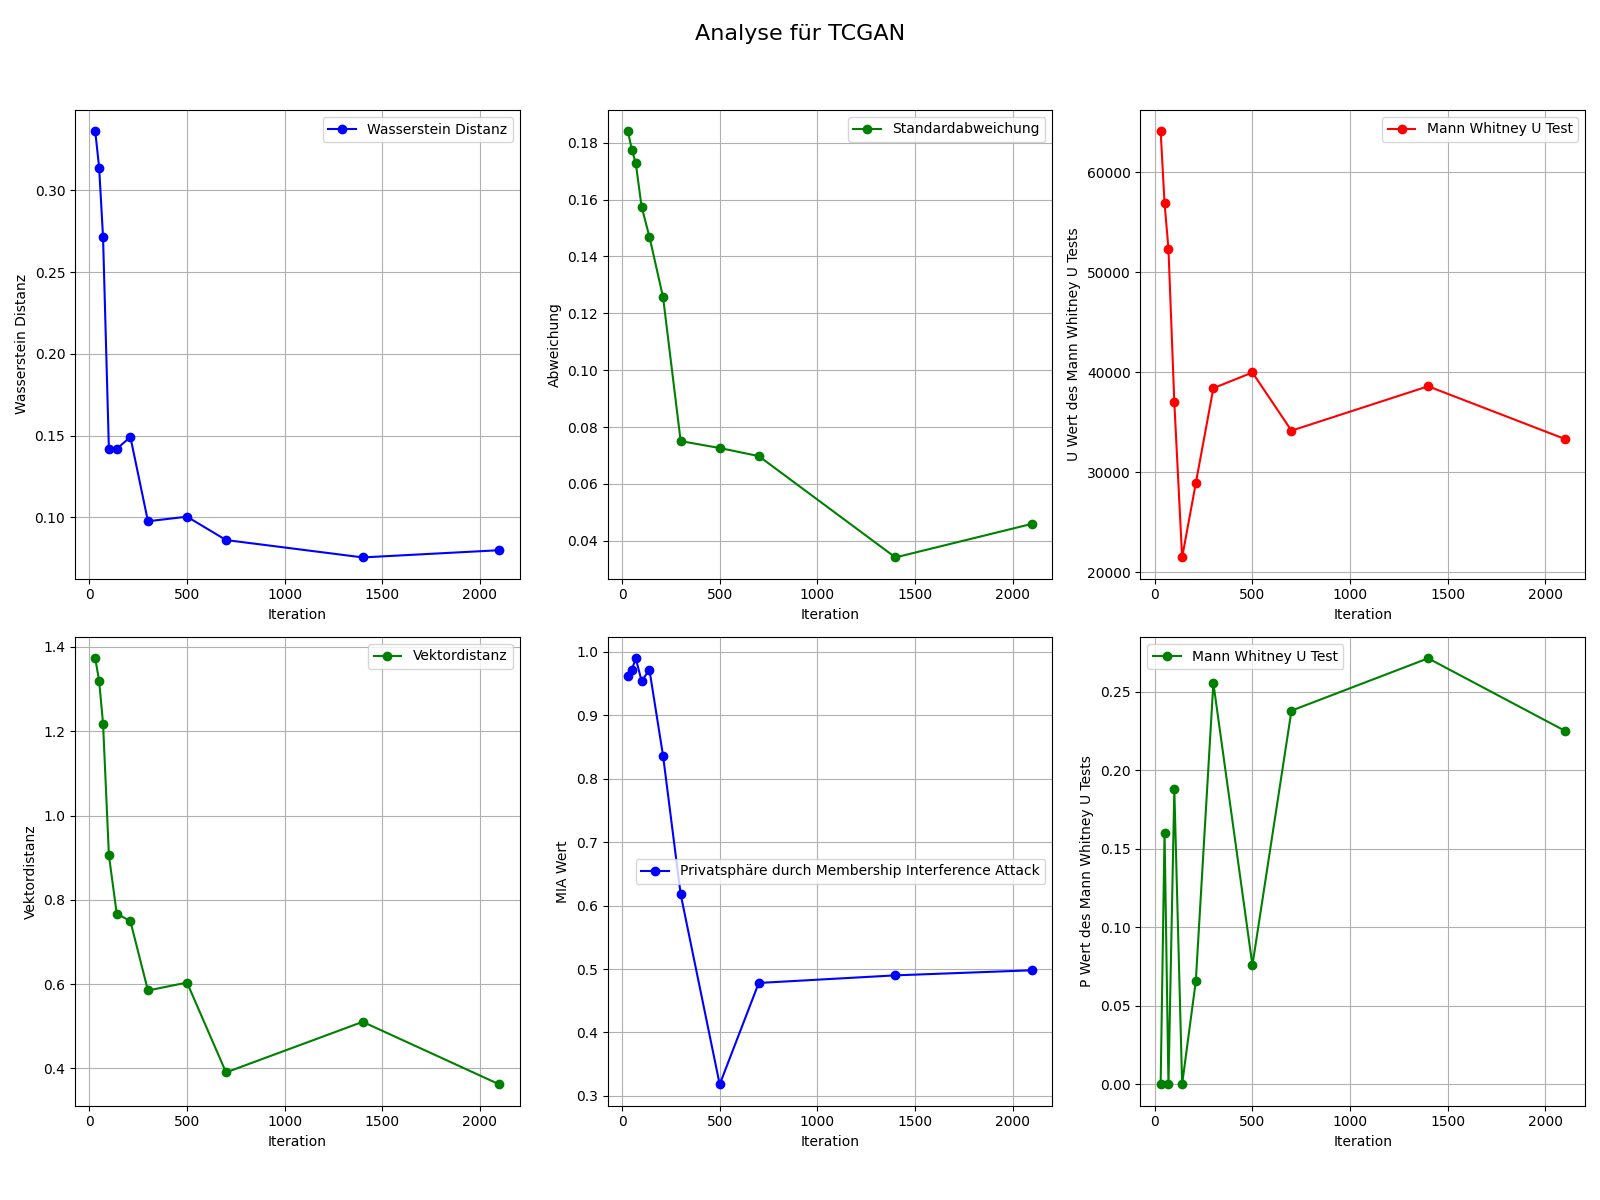 Analyse für TCGAN
Wasserstein Distanz
Wasserstein Distanz
0.30
0.25
0.20
0.15
0.10
0 500 1000 1500 2000
Iteration
Standardabweichung
Abweichung
0.18
0.16
0.14
0.12
0.10
0.08
0.06
0.04
0 500 1000 1500 2000
Iteration
Mann Whitney U Test
U Wert des Mann Whitney U Tests
60000
50000
40000
30000
20000
0 500 1000 1500 2000
Iteration
Vektordistanz
Vektordistanz
1.4
1.2
1.0
0.8
0.6
0.4
0 500 1000 1500 2000
Iteration
Privatsphäre durch Membership Interference Attack
MIA Wert
1.0
0.9
0.8
0.7
0.6
0.5
0.4
0.3
0 500 1000 1500 2000
Iteration
Mann Whitney U Test
P Wert des Mann Whitney U Tests
0.25
0.20
0.15
0.10
0.05
0.00
0 500 1000 1500 2000
Iteration